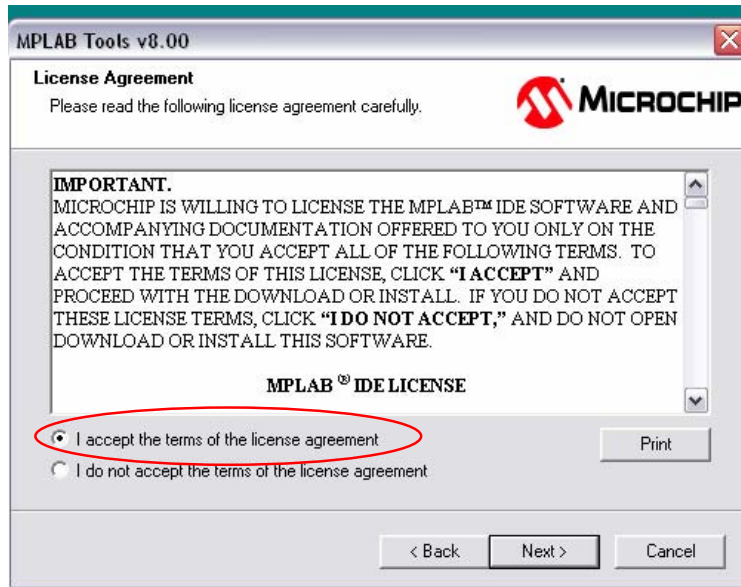 MPLAB Tools v8.00
License Agreement
Please read the following license agreement carefully.
MICROCHIP
IMPORTANT.
MICROCHIP IS WILLING TO LICENSE THE MPLAB™ IDE SOFTWARE AND
ACCOMPANYING DOCUMENTATION OFFERED TO YOU ONLY ON THE
CONDITION THAT YOU ACCEPT ALL OF THE FOLLOWING TERMS. TO
ACCEPT THE TERMS OF THIS LICENSE, CLICK “I ACCEPT” AND
PROCEED WITH THE DOWNLOAD OR INSTALL. IF YOU DO NOT ACCEPT
THESE LICENSE TERMS, CLICK “I DO NOT ACCEPT,” AND DO NOT OPEN
DOWNLOAD OR INSTALL THIS SOFTWARE.
MPLAB ® IDE LICENSE
I accept the terms of the license agreement
Print
I do not accept the terms of the license agreement
< Back Next > Cancel